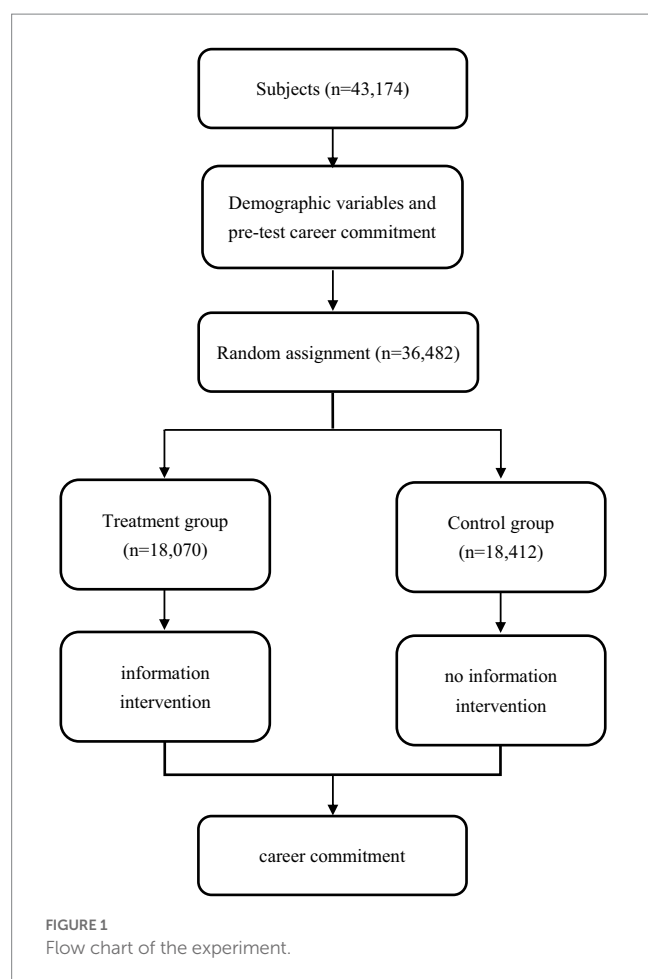 Subjects (n=43,174)
Demographic variables and
pre-test career commitment
Random assignment (n=36,482)
Treatment group
(n=18,070)
Control group
(n=18,412)
information
intervention
no information
intervention
career commitment
FIGURE 1
Flow chart of the experiment.